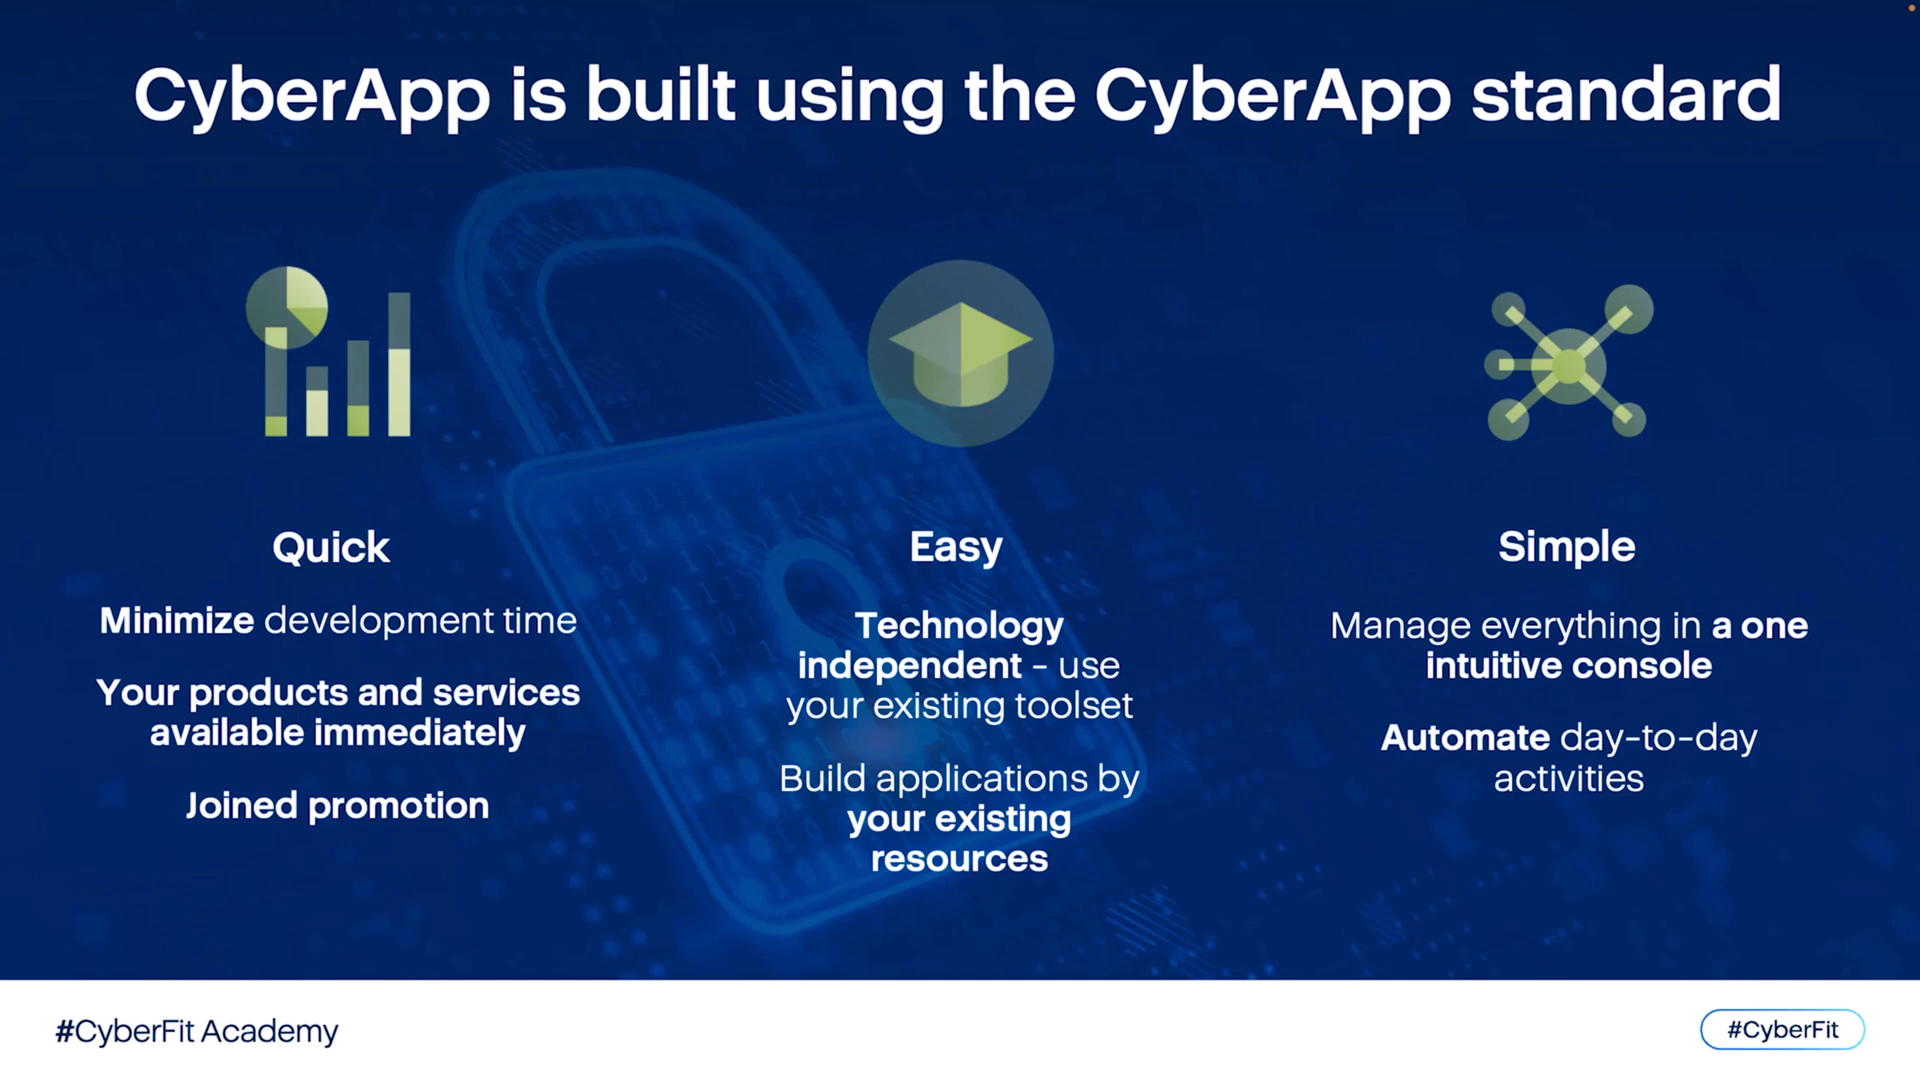 CyberApp is built using the CyberApp standard
Quick
Minimize development time
Your products and services
available immediately
Joined promotion
Easy
Technology
independent - use
your existing toolset
Build applications by
your existing
resources
Simple
Manage everything in a one
intuitive console
Automate day-to-day
activities
#CyberFit Academy
#CyberFit